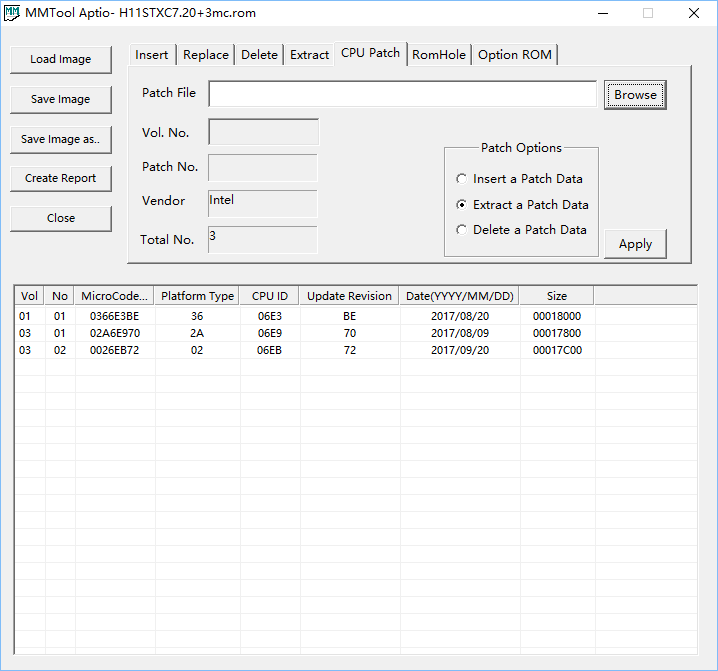 MMTool Aptio- H11STXC7.20+3mc.rom
Load Image
Save Image
Save Image as..
Create Report
Close
Insert Replace Delete Extract CPU Patch RomHole Option ROM
Patch File Browse
Vol. No.
Patch No.
Vendor Intel
Total No. 3
Patch Options
Insert a Patch Data
Extract a Patch Data
Delete a Patch Data
Apply
Vol No MicroCode... Platform Type CPU ID Update Revision Date(YYYY/MM/DD) Size
01 01 0366E3BE 36 06E3 BE 2017/08/20 00018000
03 01 02A6E970 2A 06E9 70 2017/08/09 00017800
03 02 0026EB72 02 06EB 72 2017/09/20 00017C00